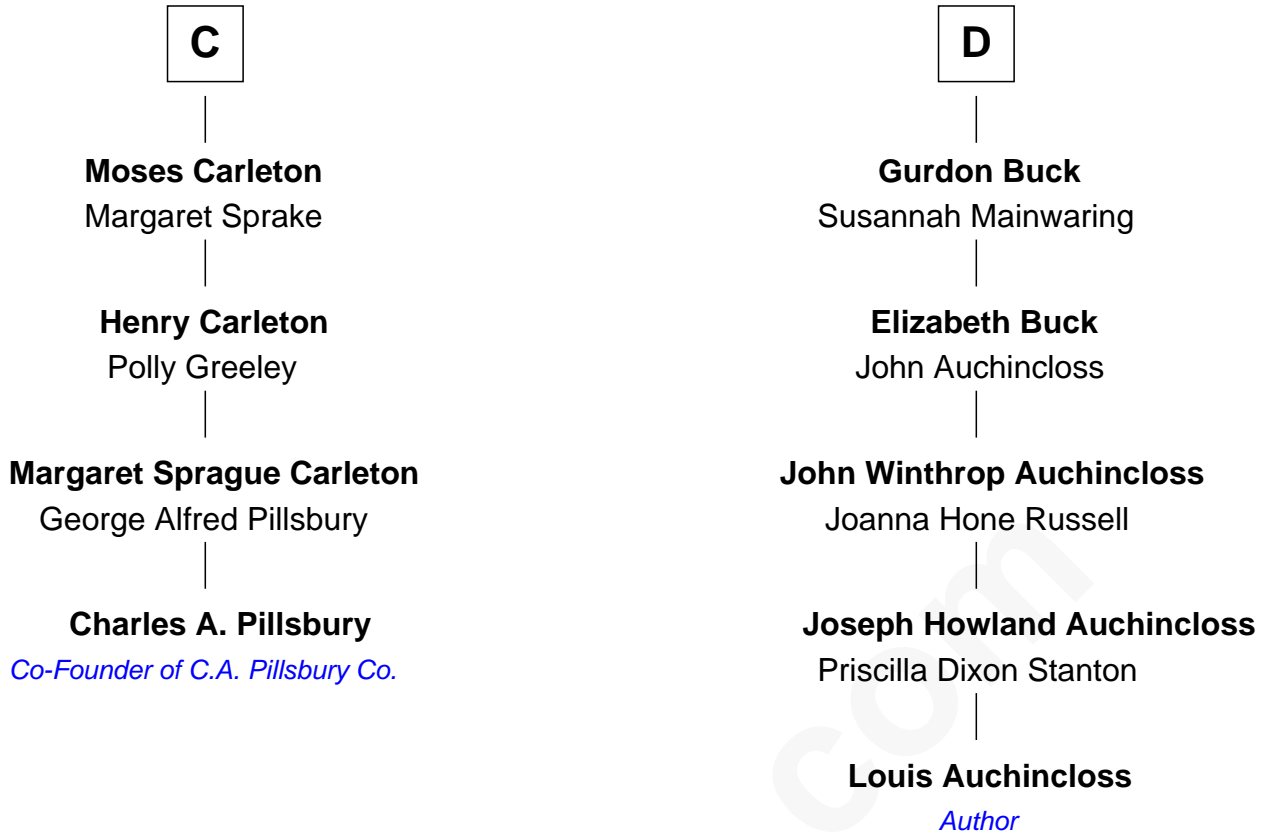 C
Moses Carleton
Margaret Sprake
Henry Carleton
Polly Greeley
Margaret Sprague Carleton
George Alfred Pillsbury
Charles A. Pillsbury
Co-Founder of C.A. Pillsbury Co.
D
Gurdon Buck
Susannah Mainwaring
Elizabeth Buck
John Auchincloss
John Winthrop Auchincloss
Joanna Hone Russell
Joseph Howland Auchincloss
Priscilla Dixon Stanton
Louis Auchincloss
Author
com